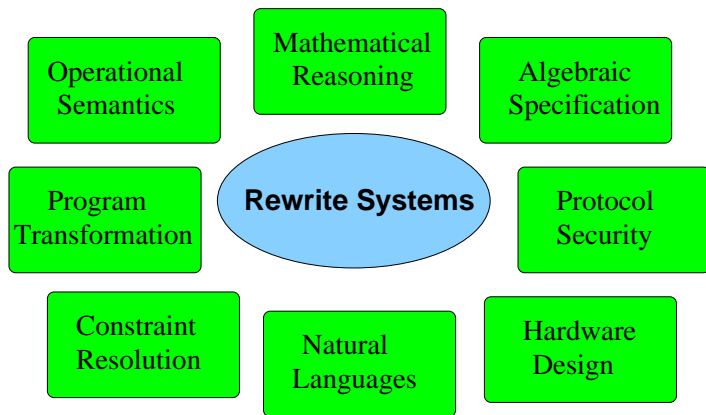 Mathematical
Reasoning
Operational
Semantics
Algebraic
Specification
Rewrite Systems
Program
Transformation
Protocol
Security
Constraint
Resolution
Natural
Languages
Hardware
Design